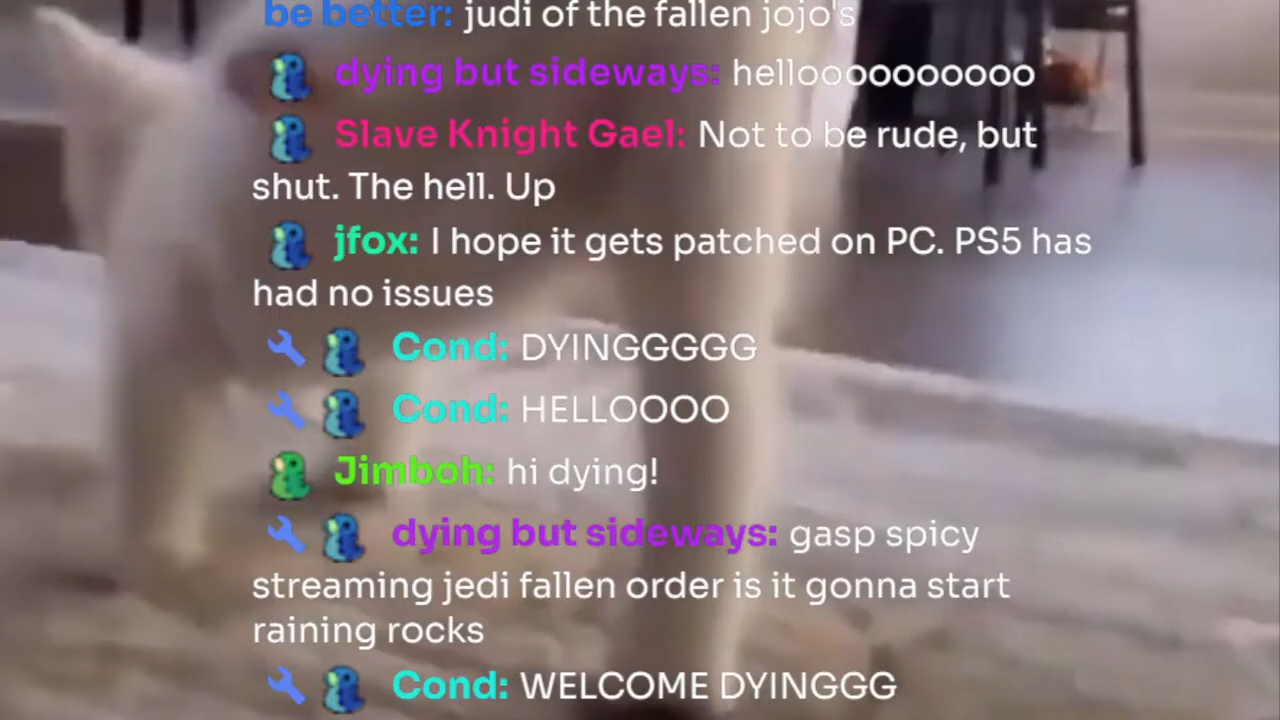 be better: judi of the fallen jojo's
dying but sideways: helloooooooooo
Slave Knight Gael: Not to be rude, but
shut. The hell. Up
jfox: I hope it gets patched on PC. PS5 has
had no issues
Cond: DYINGGGGG
Cond: HELLOOOO
Jimboh: hi dying!
dying but sideways: gasp spicy
streaming jedi fallen order is it gonna start
raining rocks
Cond: WELCOME DYINGGG